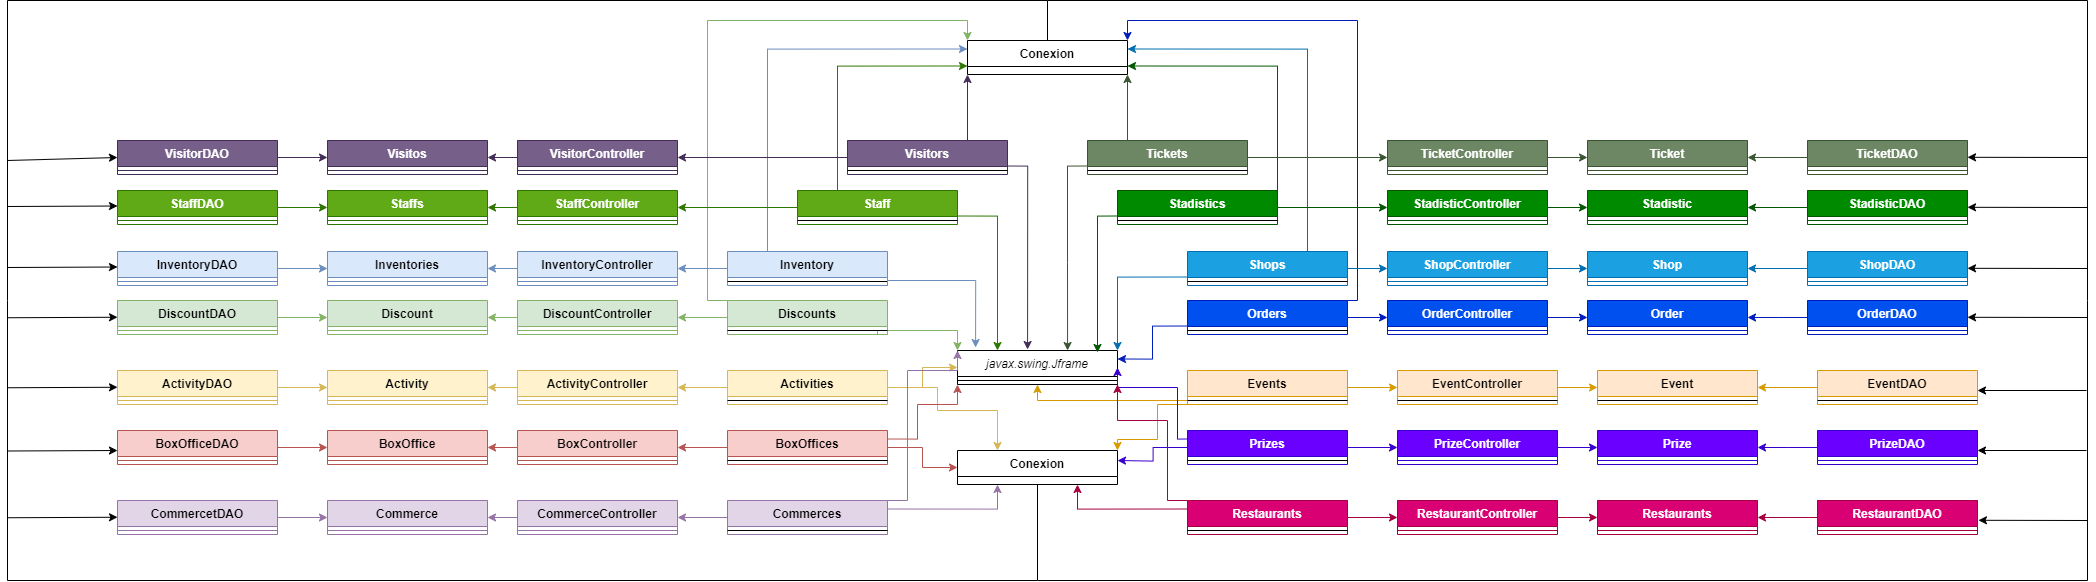 Conexion
VisitorDAO
Visitos
VisitorController
Visitors
Tickets
TicketController
Ticket
TicketDAO
StaffDAO
Staffs
StaffController
Staff
Stadistics
StadisticController
Stadistic
StadisticDAO
InventoryDAO
Inventories
InventoryController
Inventory
Shops
ShopController
Shop
ShopDAO
DiscountDAO
Discount
DiscountController
Discounts
Orders
OrderController
Order
OrderDAO
javax.swing.Jframe
ActivityDAO
Activity
ActivityController
Activities
Events
EventController
Event
EventDAO
BoxOfficeDAO
BoxOffice
BoxController
BoxOffices
Prizes
PrizeController
Prize
PrizeDAO
Conexion
CommercetDAO
Commerce
CommerceController
Commerces
Restaurants
RestaurantController
Restaurants
RestaurantDAO